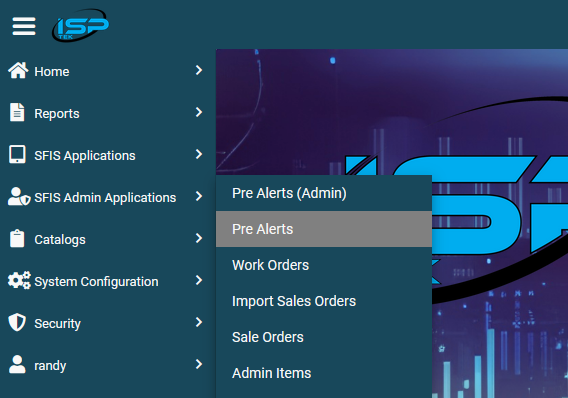 ISP
TEK
Home
Reports
SFIS Applications
SFIS Admin Applications
Catalogs
System Configuration
Security
randy
Pre Alerts (Admin)
Pre Alerts
Work Orders
Import Sales Orders
Sale Orders
Admin Items
ISP